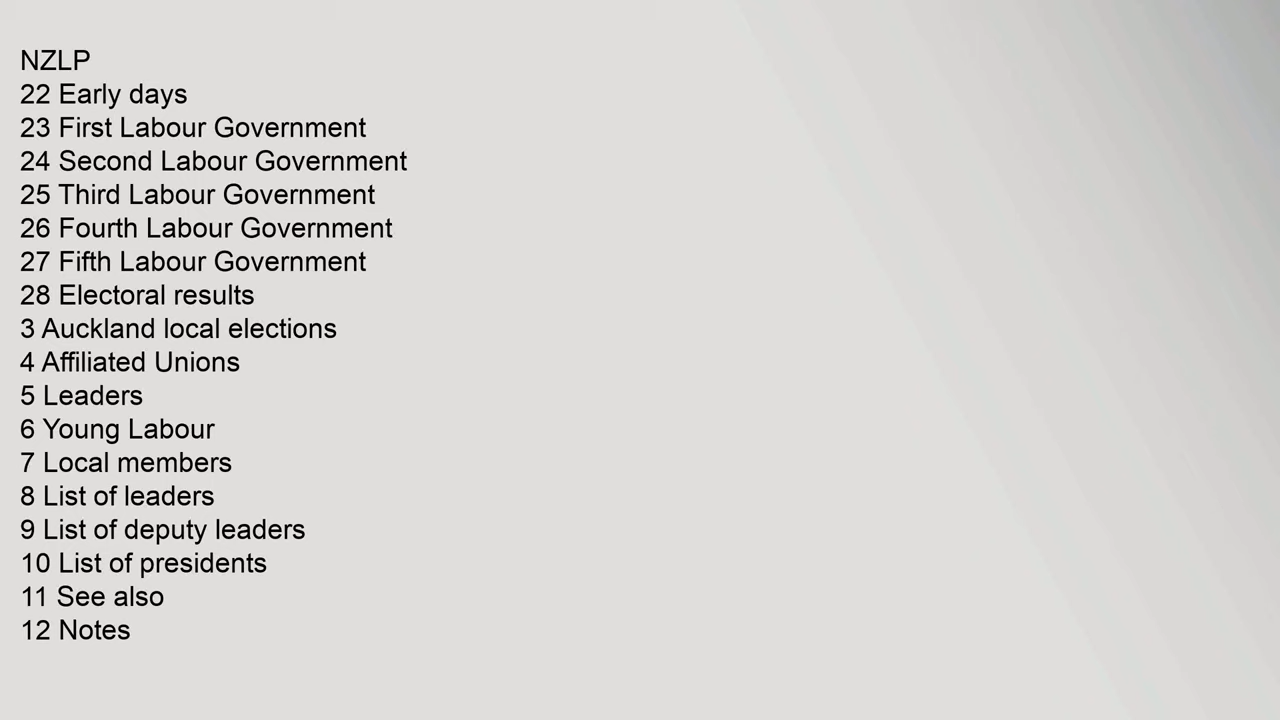 NZLP
22 Early days
23 First Labour Government
24 Second Labour Government
25 Third Labour Government
26 Fourth Labour Government
27 Fifth Labour Government
28 Electoral results
3 Auckland local elections
4 Affiliated Unions
5 Leaders
6 Young Labour
7 Local members
8 List of leaders
9 List of deputy leaders
10 List of presidents
11 See also
12 Notes